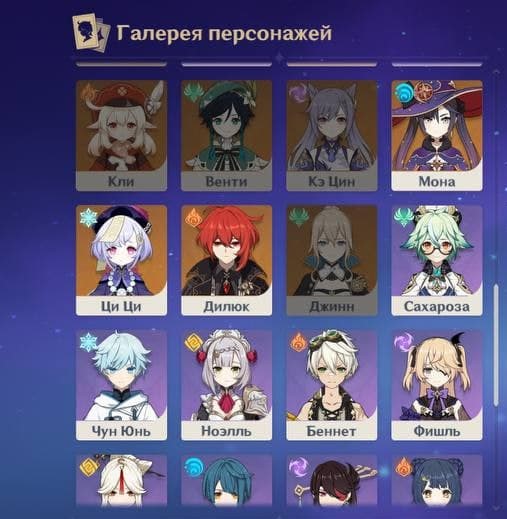 Галерея персонажей
Кли
Венти
Кэ Цин
Мона
Ци Ци
Дилюк
Джинн
Сахароза
Чун Юнь
Ноэлль
Беннет
Фишль